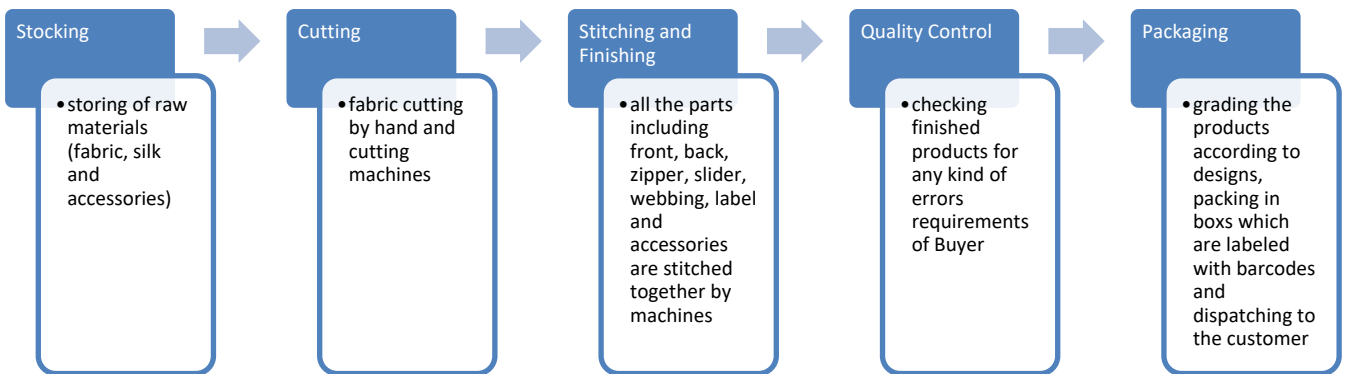 Stocking
•storing of raw
materials
(fabric, silk
and
accessories)
Cutting
•fabric cutting
by hand and
cutting
machines
Stitching and
Finishing
•all the parts
including
front, back,
zipper, slider,
webbing, label
and
accessories
are stitched
together by
machines
Quality Control
•checking
finished
products for
any kind of
errors
requirements
of Buyer
Packaging
•grading the
products
according to
designs,
packing in
boxs which
are labeled
with barcodes
and
dispatching to
the customer